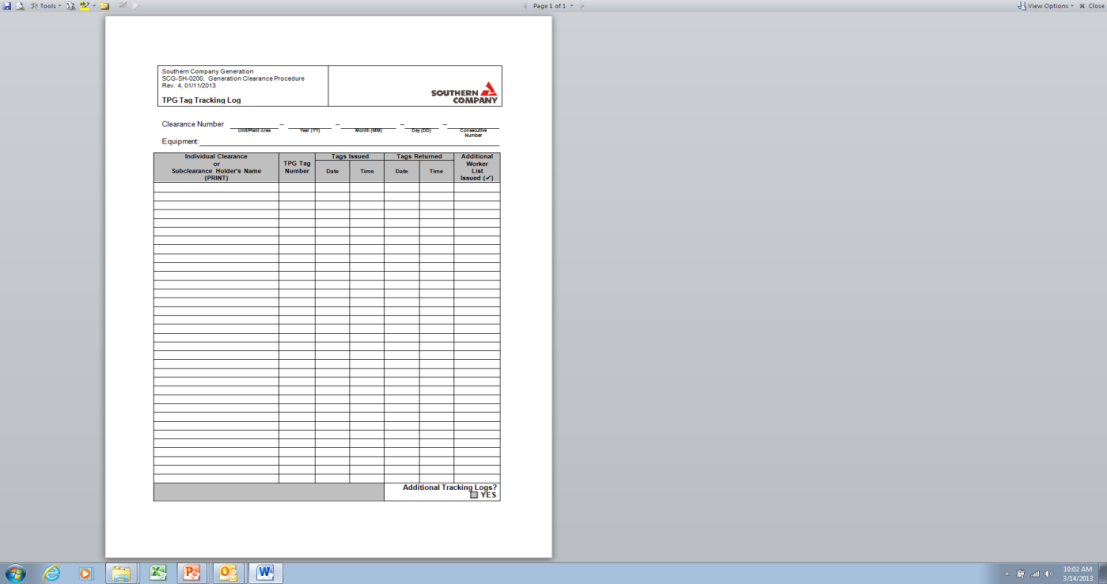 Tools
Page 1 of 1
View Options
Close
Southern Company Generation
SCG-SH-0200, Generation Clearance Procedure
Rev. 4, 01/11/2013
TPG Tag Tracking Log
SOUTHERN
COMPANY
Clearance Number – – – –
Unit/Plant Area Year (YY) Month (MM) Day (DD) Consecutive
Number
Equipment:
Individual Clearance
or
Subclearance Holder's Name
(PRINT)
TPG Tag
Number
Tags Issued
Date Time
Tags Returned
Date Time
Additional
Worker
List
Issued (✓)
Additional Tracking Logs?
YES
10:02 AM
3/14/2013